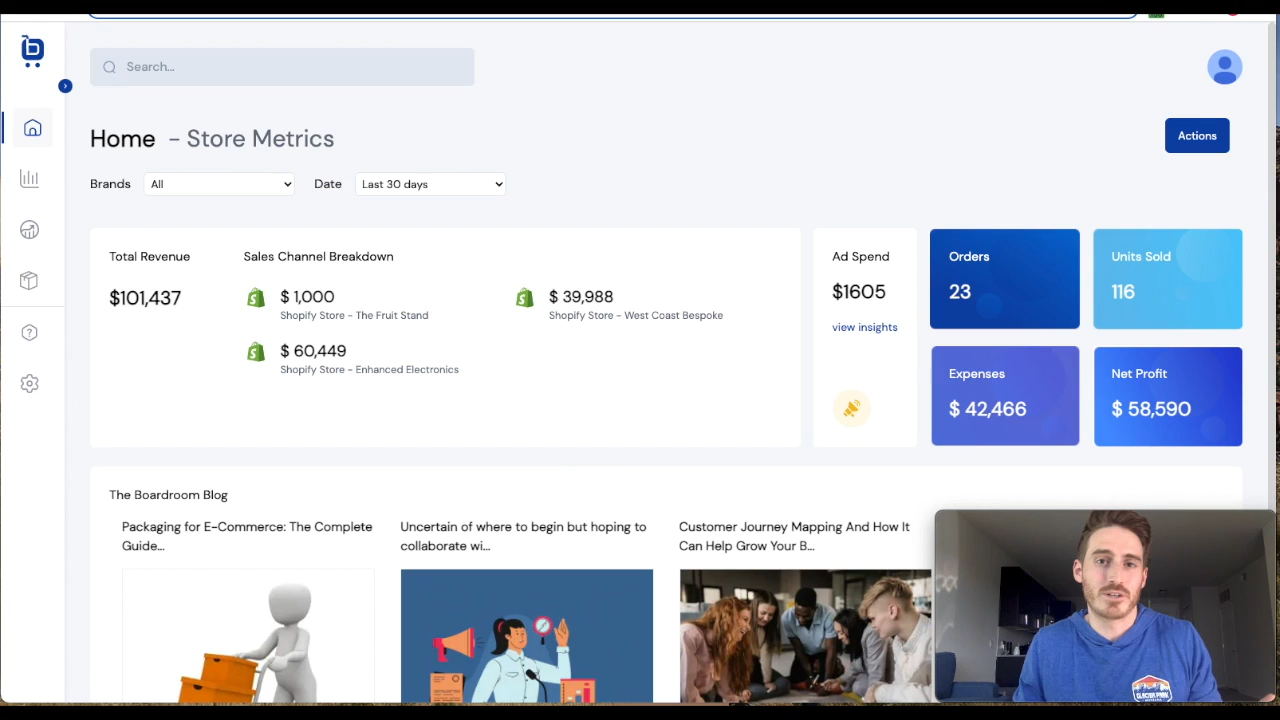 Search...
Home - Store Metrics
Actions
Brands All Date Last 30 days
Total Revenue
$101,437
Sales Channel Breakdown
$ 1,000
Shopify Store - The Fruit Stand
$ 39,988
Shopify Store - West Coast Bespoke
$ 60,449
Shopify Store - Enhanced Electronics
Ad Spend
$1605
view insights
Orders
23
Units Sold
116
Expenses
$ 42,466
Net Profit
$ 58,590
The Boardroom Blog
Packaging for E-Commerce: The Complete
Guide...
Uncertain of where to begin but hoping to
collaborate wi...
Customer Journey Mapping And How It
Can Help Grow Your B...
GLACIER PARK